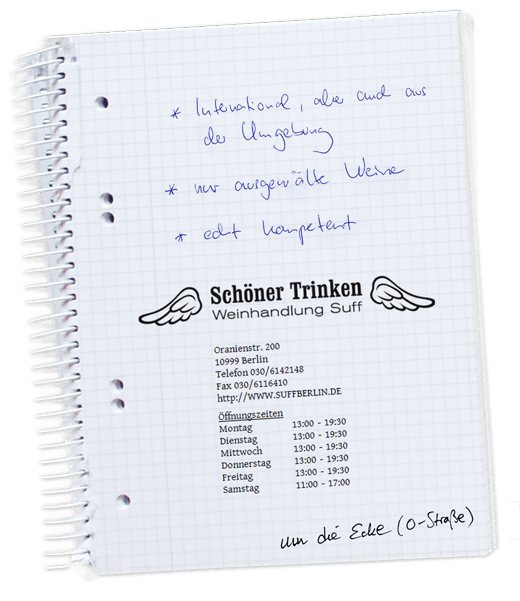 * International, aber auch aus
der Umgebung
* nur ausgewälte Weine
* echt kompetent
Schöner Trinken
Weinhandlung Suff
Oranienstr. 200
10999 Berlin
Telefon 030/6142148
Fax 030/6116410
http://WWW.SUFFBERLIN.DE
Öffnungszeiten
Montag 13:00 - 19:30
Dienstag 13:00 - 19:30
Mittwoch 13:00 - 19:30
Donnerstag 13:00 - 19:30
Freitag 13:00 - 19:30
Samstag 11:00 - 17:00
um die Ecke (O-Straße)